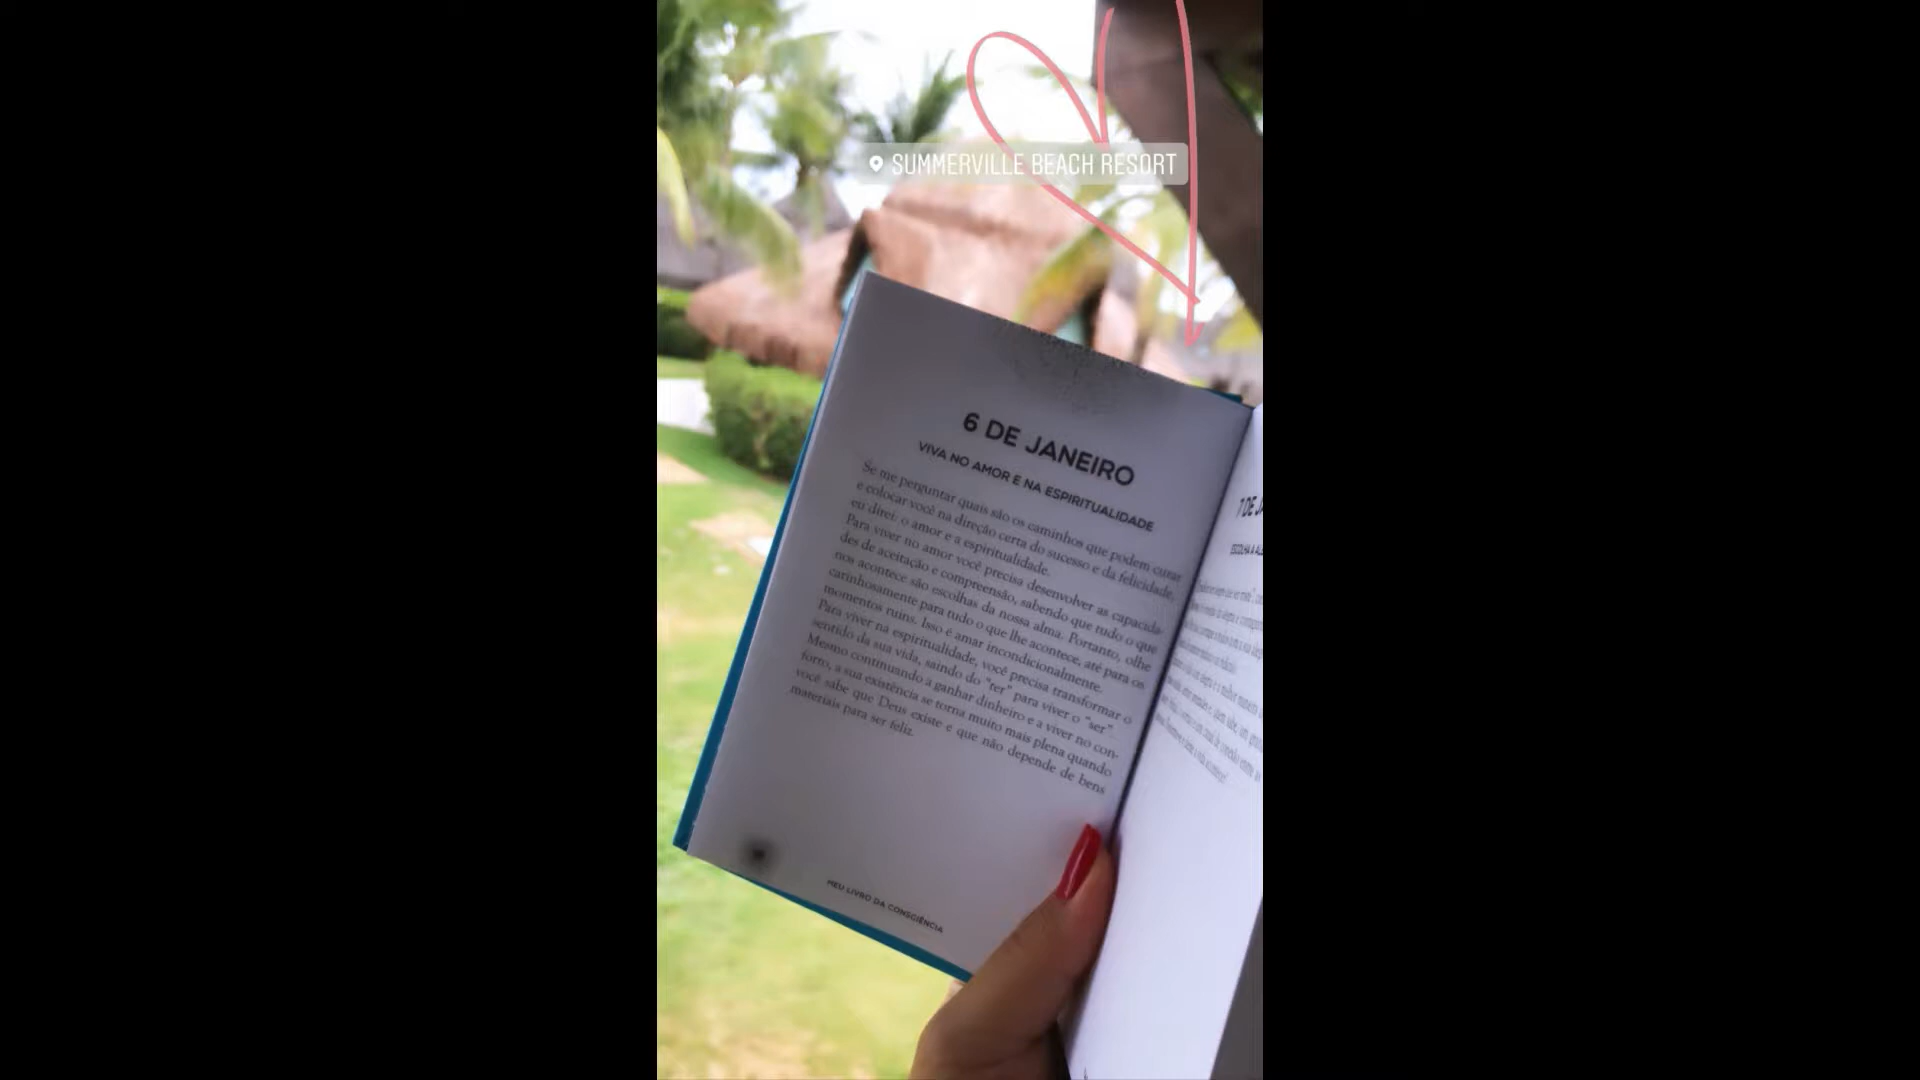 SUMMERVILLE BEACH RESORT
6 DE JANEIRO
VIVA NO AMOR E NA ESPIRITUALIDADE
Se me perguntar quais são os caminhos que podem curar
e colocar você na direção certa do sucesso e da felicidade,
eu direi: o amor e a espiritualidade.
Para viver no amor você precisa desenvolver as capacida-
des de aceitação e compreensão, sabendo que tudo o que
nos acontece são escolhas da nossa alma. Portanto, olhe
carinhosamente para tudo o que lhe acontece, até para os
momentos ruins. Isso é amar incondicionalmente.
Para viver na espiritualidade, você precisa transformar o
sentido da sua vida, saindo do "ter" para viver o "ser".
Mesmo continuando a ganhar dinheiro e a viver no con-
forto, a sua existência se torna muito mais plena quando
você sabe que Deus existe e que não depende de bens
materiais para ser feliz.
MEU LIVRO DA CONSCIÊNCIA
7 DE
ESCOLHA A